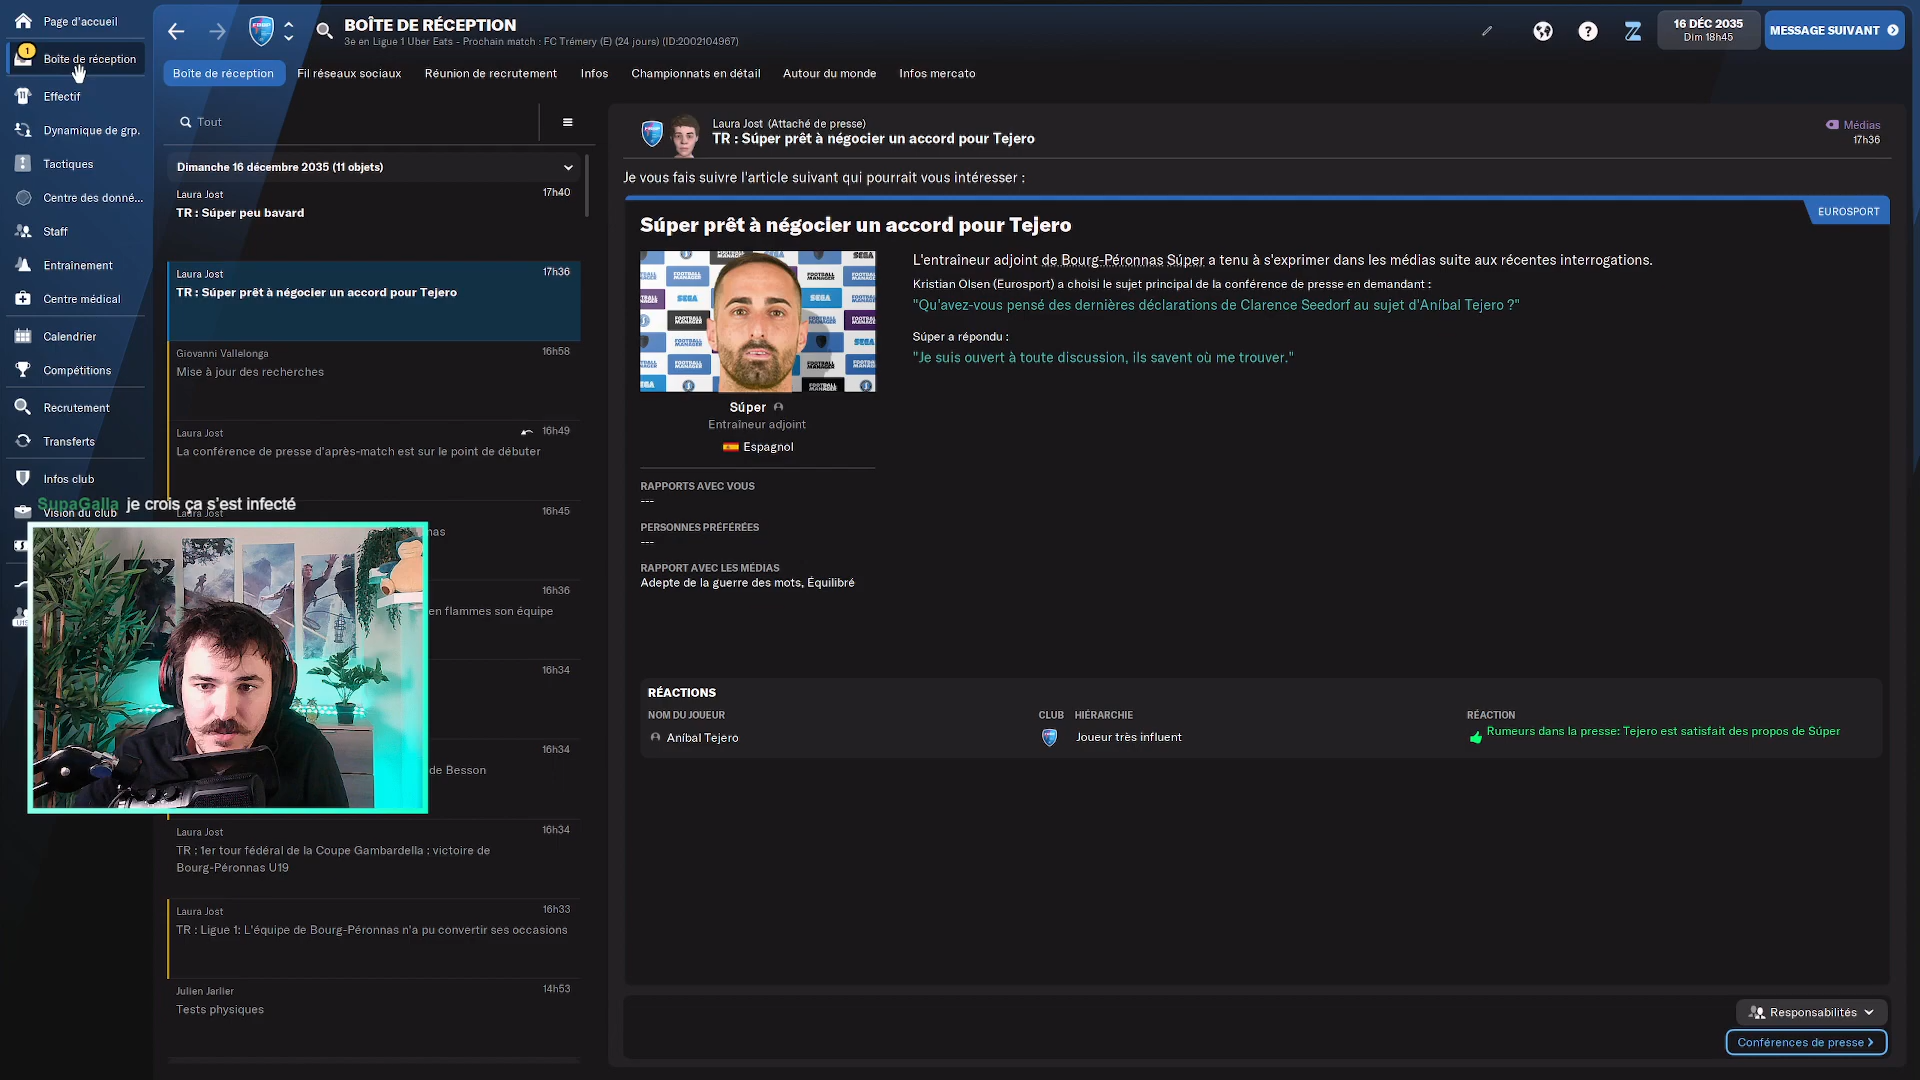 Page d'accueil
1
Boîte de réception
Effectif
Dynamique de grp.
Tactiques
Centre des donné...
Staff
Entraînement
Centre médical
Calendrier
Compétitions
Recrutement
Transferts
Infos club
Vision du club
SupaGalla je crois ça s'est infecté
BOÎTE DE RÉCEPTION
3e en Ligue 1 Uber Eats - Prochain match : FC Trémery (E) (24 jours) (ID:2002104967)
16 DÉC 2035
Dim 18h45
MESSAGE SUIVANT
Boîte de réception
Fil réseaux sociaux
Réunion de recrutement
Infos
Championnats en détail
Autour du monde
Infos mercato
Tout
Dimanche 16 décembre 2035 (11 objets)
Laura Jost 17h40
TR : Súper peu bavard
Laura Jost 17h36
TR : Súper prêt à négocier un accord pour Tejero
Giovanni Vallelonga 16h58
Mise à jour des recherches
Laura Jost 16h49
La conférence de presse d'après-match est sur le point de débuter
Laura Jost 16h45
nas
16h36
en flammes son équipe
16h34
16h34
de Besson
Laura Jost 16h34
TR : 1er tour fédéral de la Coupe Gambardella : victoire de
Bourg-Péronnas U19
Laura Jost 16h33
TR : Ligue 1: L'équipe de Bourg-Péronnas n'a pu convertir ses occasions
Julien Jarlier 14h53
Tests physiques
Laura Jost (Attaché de presse)
TR : Súper prêt à négocier un accord pour Tejero
Médias
17h36
Je vous fais suivre l'article suivant qui pourrait vous intéresser :
EUROSPORT
Súper prêt à négocier un accord pour Tejero
L'entraîneur adjoint de Bourg-Péronnas Súper a tenu à s'exprimer dans les médias suite aux récentes interrogations.
Kristian Olsen (Eurosport) a choisi le sujet principal de la conférence de presse en demandant :
"Qu'avez-vous pensé des dernières déclarations de Clarence Seedorf au sujet d'Aníbal Tejero ?"
Súper a répondu :
"Je suis ouvert à toute discussion, ils savent où me trouver."
Súper
Entraîneur adjoint
Espagnol
RAPPORTS AVEC VOUS
---
PERSONNES PRÉFÉRÉES
---
RAPPORT AVEC LES MÉDIAS
Adepte de la guerre des mots, Équilibré
RÉACTIONS
NOM DU JOUEUR CLUB HIÉRARCHIE RÉACTION
Aníbal Tejero Joueur très influent Rumeurs dans la presse: Tejero est satisfait des propos de Súper
Responsabilités
Conférences de presse